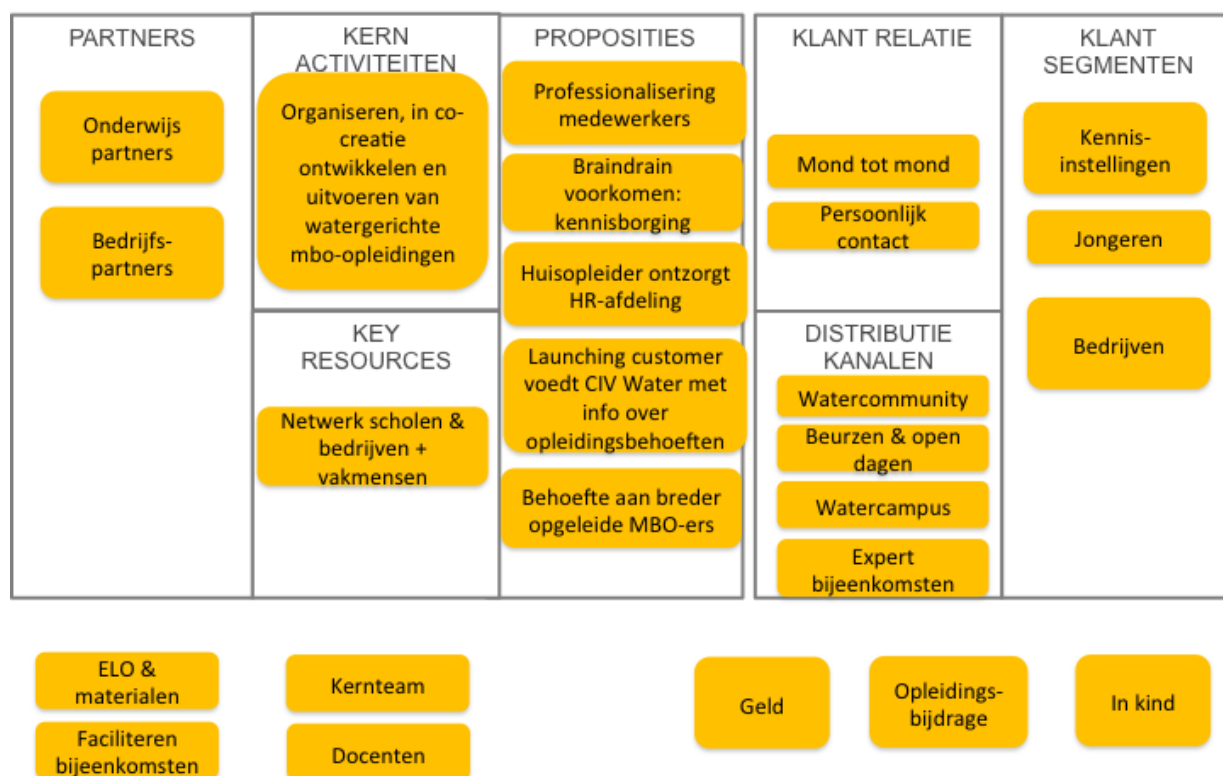 PARTNERS
Onderwijs
partners
Bedrijfs-
partners
KERN
ACTIVITEITEN
Organiseren, in co-
creatie
ontwikkelen en
uitvoeren van
watergerichte
mbo-opleidingen
KEY
RESOURCES
Netwerk scholen &
bedrijven +
vakmensen
PROPOSITIES
Professionalisering
medewerkers
Braindrain
voorkomen:
kennisborging
Huisopleider ontzorgt
HR-afdeling
Launching customer
voedt CIV Water met
info over
opleidingsbehoeften
Behoefte aan breder
opgeleide MBO-ers
KLANT RELATIE
Mond tot mond
Persoonlijk
contact
DISTRIBUTIE
KANALEN
Watercommunity
Beurzen & open
dagen
Watercampus
Expert
bijeenkomsten
KLANT
SEGMENTEN
Kennis-
instellingen
Jongeren
Bedrijven
ELO &
materialen
Faciliteren
bijeenkomsten
Kernteam
Docenten
Geld
Opleidings-
bijdrage
In kind